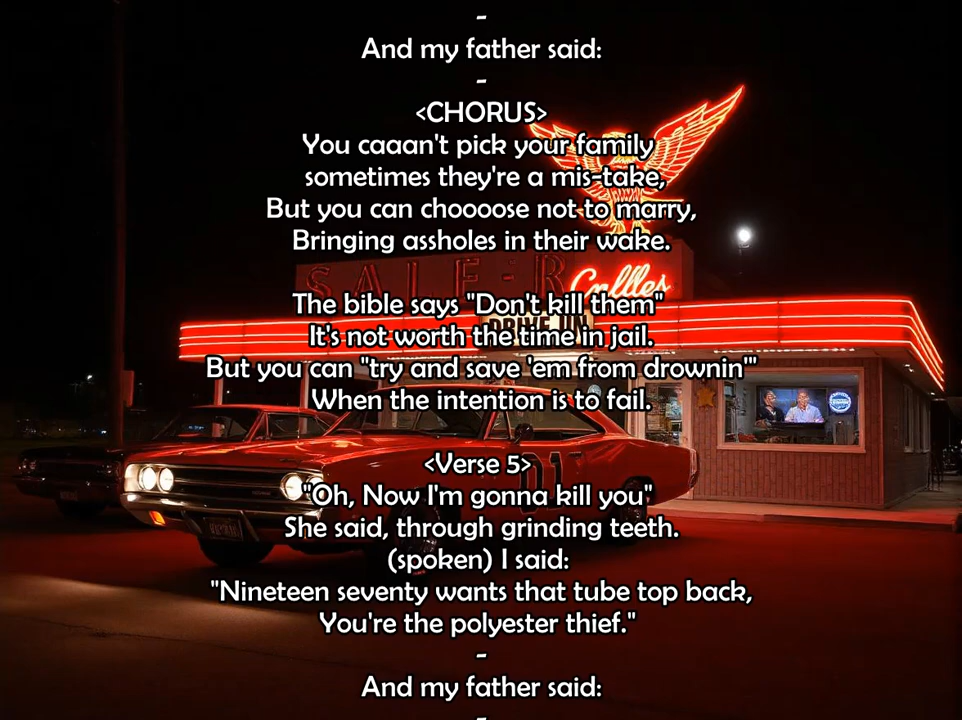 -
And my father said:
-
<CHORUS>
You caaan't pick your family
sometimes they're a mis-take,
But you can choooose not to marry,
Bringing assholes in their wake.
The bible says "Don't kill them"
It's not worth the time in jail.
But you can "try and save 'em from drownin'"
When the intention is to fail.
<Verse 5>
"Oh, Now I'm gonna kill you"
She said, through grinding teeth.
(spoken) I said:
"Nineteen seventy wants that tube top back,
You're the polyester thief."
-
And my father said:
-
SALE-R
DRIVE IN
01